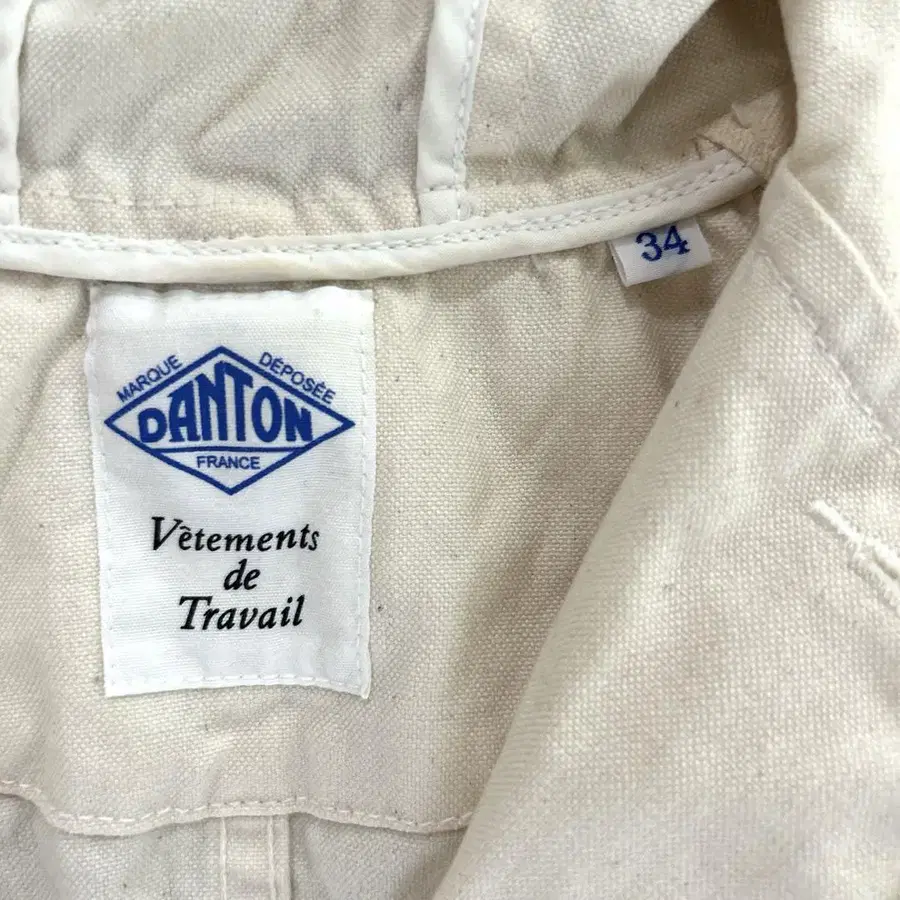 34
MARQUE DÉPOSÉE
DANTON
FRANCE
Vêtements
de
Travail